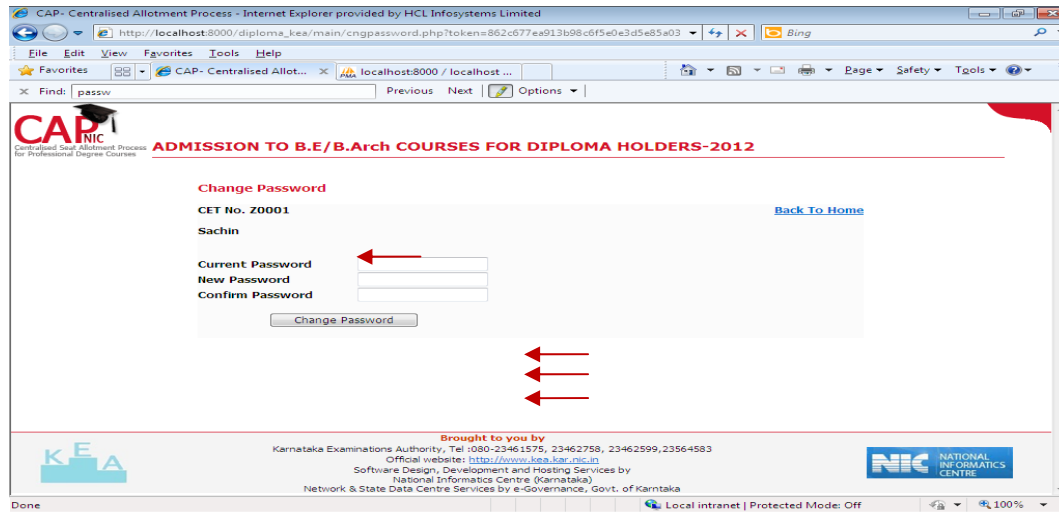 CAP- Centralised Allotment Process - Internet Explorer provided by HCL Infosystems Limited
http://localhost:8000/diploma_kea/main/cngpassword.php?token=862c677ea913b98c6f5e0e3d5e85a03
Bing
File Edit View Favorites Tools Help
Favorites
CAP- Centralised Allot...
PMA localhost:8000 / localhost ...
Page Safety Tools
Find: passw
Previous Next Options
CAP
NIC
Centralised Seat Allotment Process
for Professional Degree Courses
ADMISSION TO B.E/B.Arch COURSES FOR DIPLOMA HOLDERS-2012
Change Password
CET No. Z0001
Back To Home
Sachin
Current Password
New Password
Confirm Password
Change Password
Brought to you by
Karnataka Examinations Authority, Tel :080-23461575, 23462758, 23462599,23564583
Official website: http://www.kea.kar.nic.in
Software Design, Development and Hosting Services by
National Informatics Centre (Karnataka)
Network & State Data Centre Services by e-Governance, Govt. of Karntaka
KEA
NIC
NATIONAL
INFORMATICS
CENTRE
Done
Local intranet | Protected Mode: Off
100%